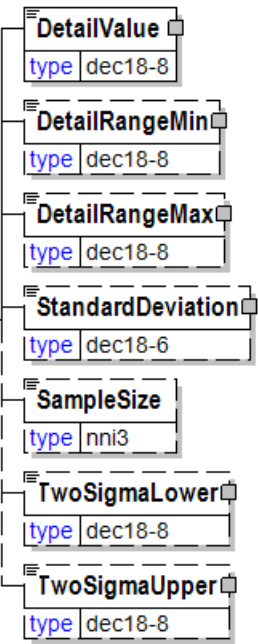 DetailValue
type dec18-8
DetailRangeMin
type dec18-8
DetailRangeMax
type dec18-8
StandardDeviation
type dec18-6
SampleSize
type nni3
TwoSigmaLower
type dec18-8
TwoSigmaUpper
type dec18-8